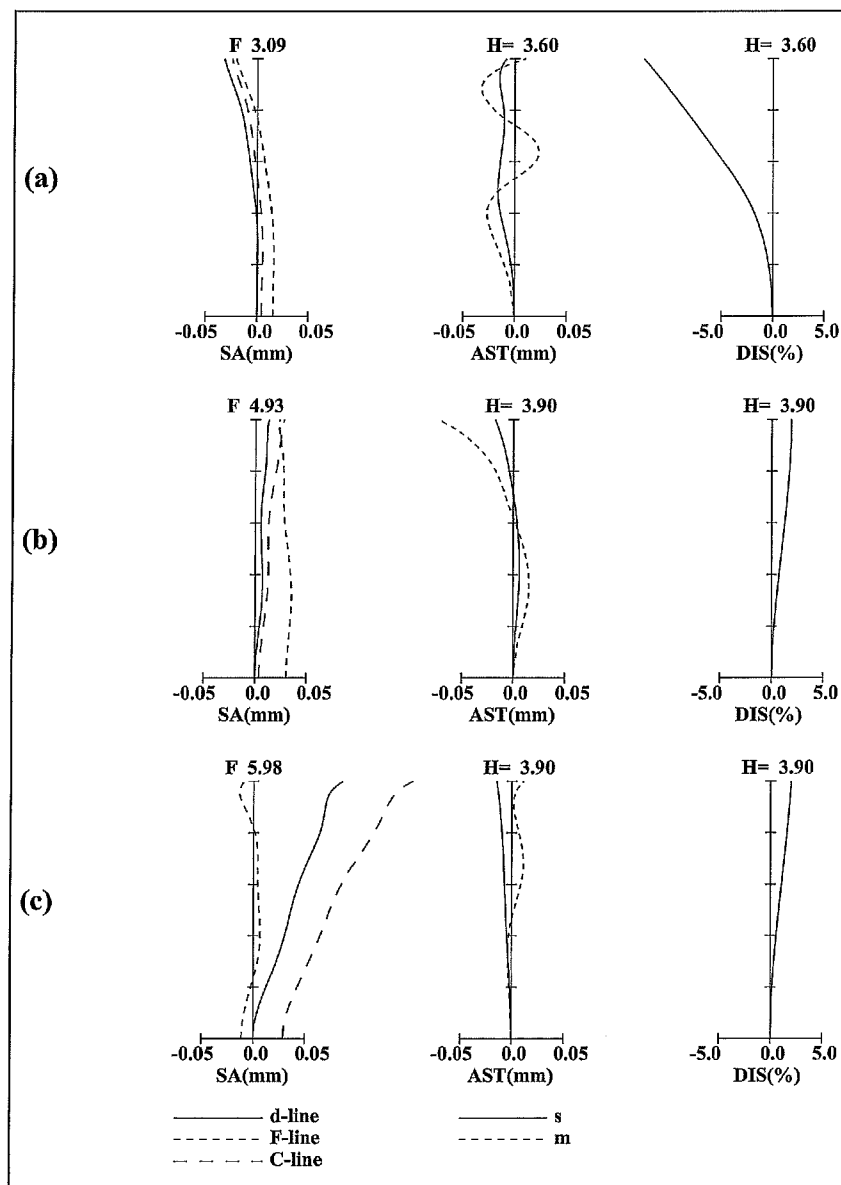 F 3.09 H= 3.60 H= 3.60
(a)
-0.05 0.0 0.05 -0.05 0.0 0.05 -5.0 0.0 5.0
SA(mm) AST(mm) DIS(%)
F 4.93 H= 3.90 H= 3.90
(b)
-0.05 0.0 0.05 -0.05 0.0 0.05 -5.0 0.0 5.0
SA(mm) AST(mm) DIS(%)
F 5.98 H= 3.90 H= 3.90
(c)
-0.05 0.0 0.05 -0.05 0.0 0.05 -5.0 0.0 5.0
SA(mm) AST(mm) DIS(%)
d-line s
F-line m
C-line